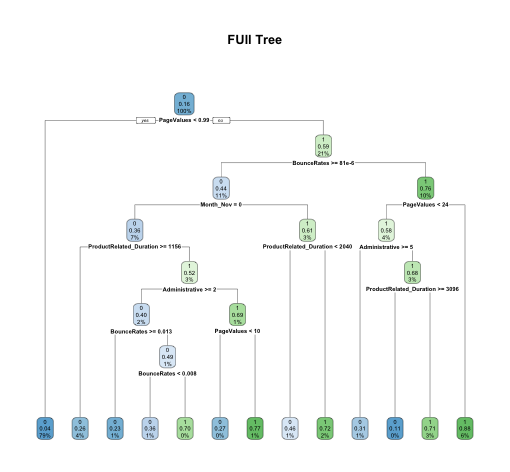 FUll Tree
0
0.16
100%
yes PageValues < 0.99 no
1
0.59
21%
BounceRates >= 81e-6
0
0.44
11%
1
0.76
10%
Month_Nov = 0
PageValues < 24
0
0.36
7%
1
0.61
3%
1
0.58
4%
ProductRelated_Duration >= 1156
ProductRelated_Duration < 2040
Administrative >= 5
1
0.52
3%
1
0.68
3%
Administrative >= 2
ProductRelated_Duration >= 3096
0
0.40
2%
1
0.69
1%
BounceRates >= 0.013
PageValues < 10
0
0.49
1%
BounceRates < 0.008
0 0 0 0 1 0 1 0 1 0 0 1 1
0.04 0.26 0.23 0.36 0.70 0.27 0.77 0.46 0.72 0.31 0.11 0.71 0.88
79% 4% 1% 1% 0% 0% 1% 1% 2% 1% 0% 3% 6%